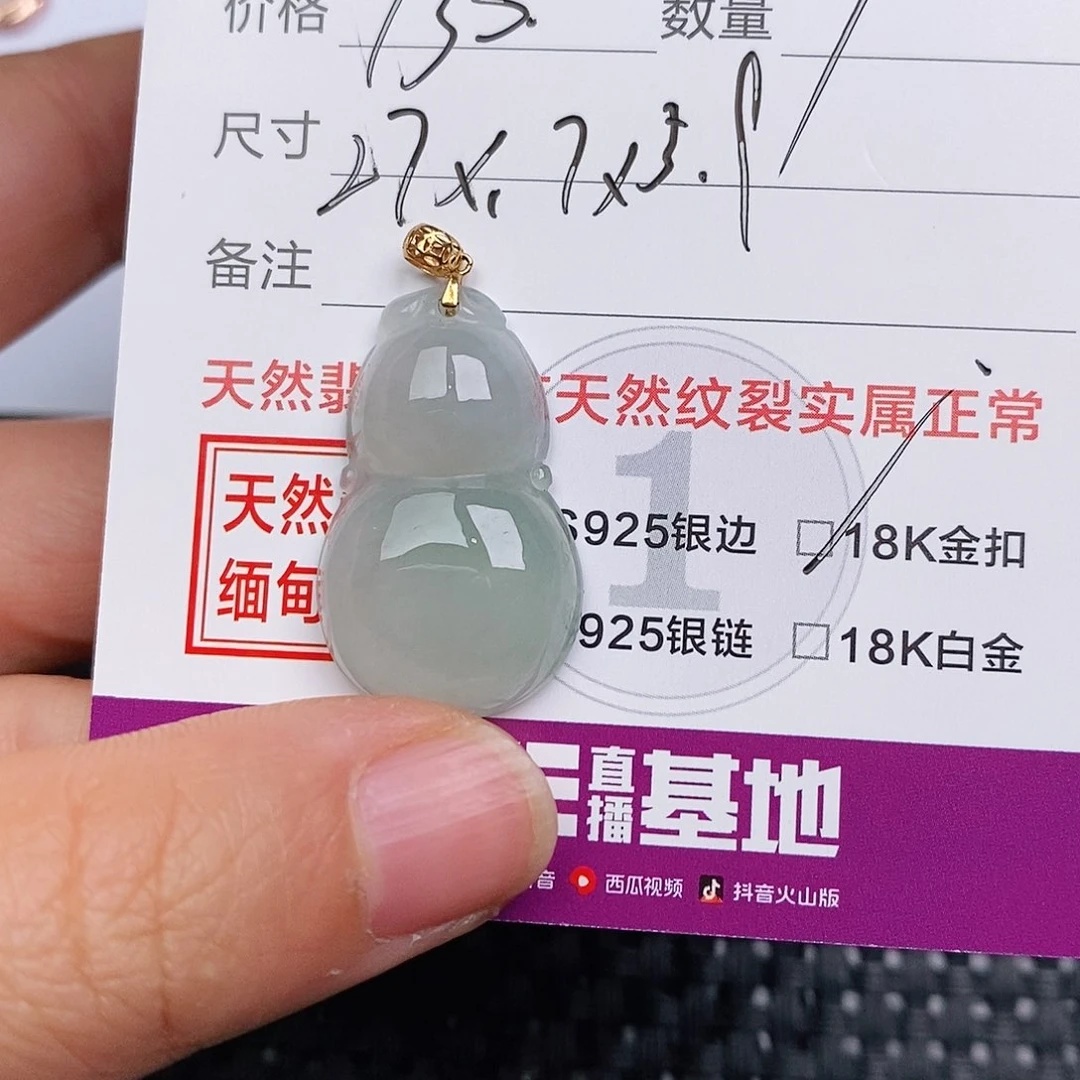 价格 数量
尺寸 27x17x3.8
备注
天然翡 天然纹裂实属正常
天然
缅甸
S925银边 □18K金扣
925银链 □18K白金
直播基地
音 西瓜视频 抖音火山版